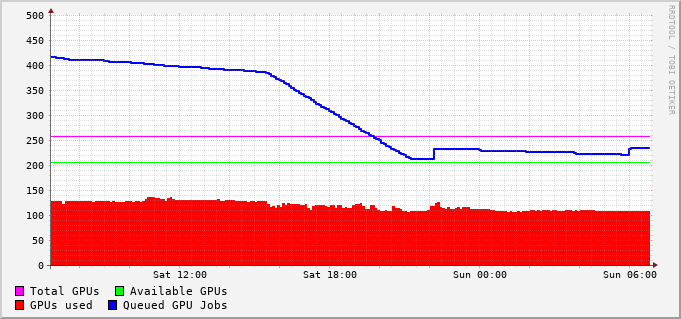 RRDTOOL / TOBI OETIKER
500
450
400
350
300
250
200
150
100
50
0
Sat 12:00 Sat 18:00 Sun 00:00 Sun 06:00
Total GPUs Available GPUs
GPUs used Queued GPU Jobs